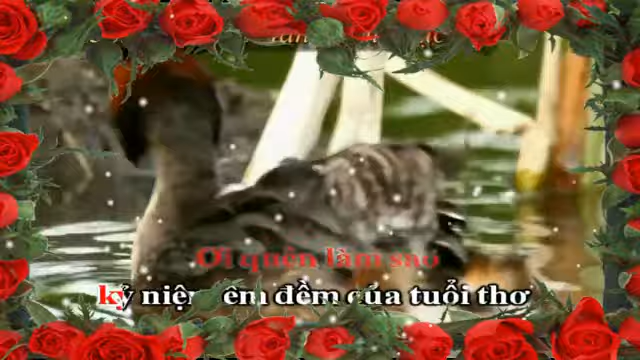 Ơi quên làm sao
kỷ niệm êm đềm của tuổi thơ